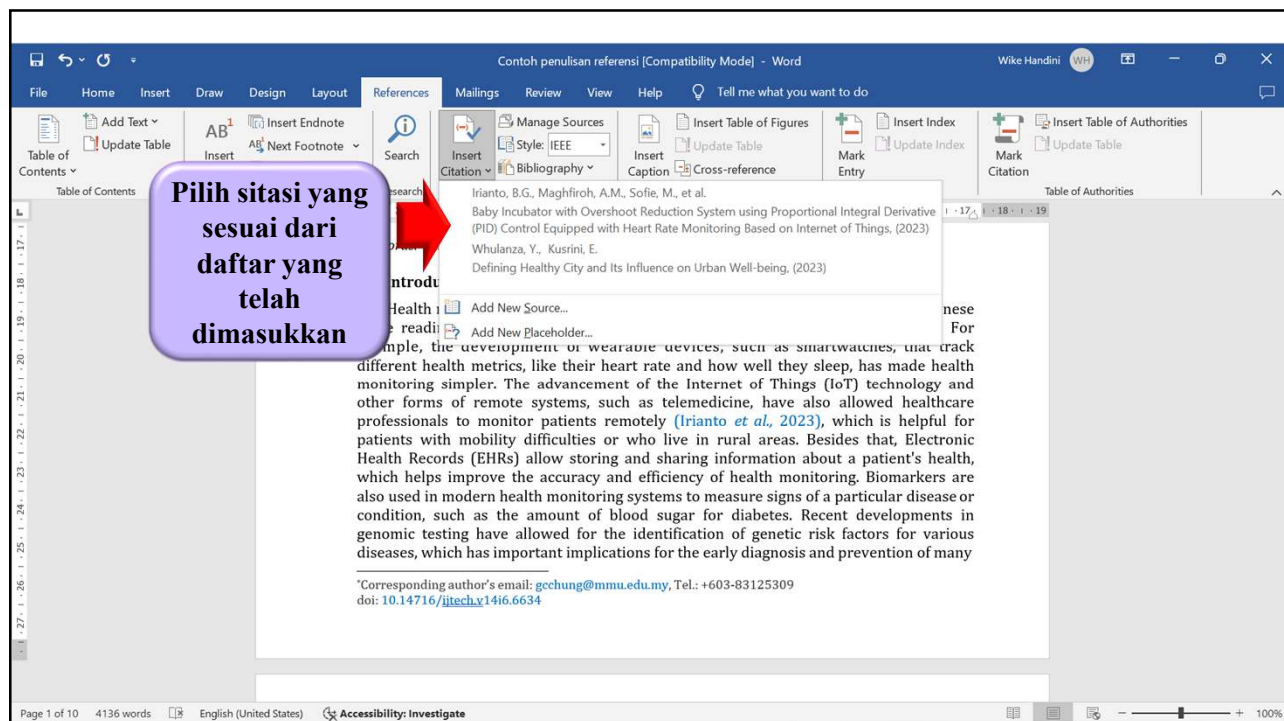 Contoh penulisan referensi [Compatibility Mode] - Word
Wike Handini
WH
File Home Insert Draw Design Layout References Mailings Review View Help Tell me what you want to do
Table of Contents
Add Text
Update Table
Table of Contents
AB1
Insert
Insert Endnote
Next Footnote
Search
Insert Citation
Manage Sources
Style: IEEE
Bibliography
Insert Caption
Insert Table of Figures
Update Table
Cross-reference
Mark Entry
Insert Index
Update Index
Mark Citation
Insert Table of Authorities
Update Table
Table of Authorities
Pilih sitasi yang
sesuai dari
daftar yang
telah
dimasukkan
Irianto, B.G., Maghfiroh, A.M., Sofie, M., et al.
Baby Incubator with Overshoot Reduction System using Proportional Integral Derivative
(PID) Control Equipped with Heart Rate Monitoring Based on Internet of Things, (2023)
Whulanza, Y., Kusrini, E.
Defining Healthy City and Its Influence on Urban Well-being, (2023)
Add New Source...
Add New Placeholder...
17 18 19
17
18
19
20
21
22
23
24
25
26
27
Health
nese
For
different health metrics, like their heart rate and how well they sleep, has made health
monitoring simpler. The advancement of the Internet of Things (IoT) technology and
other forms of remote systems, such as telemedicine, have also allowed healthcare
professionals to monitor patients remotely (Irianto et al., 2023), which is helpful for
patients with mobility difficulties or who live in rural areas. Besides that, Electronic
Health Records (EHRs) allow storing and sharing information about a patient's health,
which helps improve the accuracy and efficiency of health monitoring. Biomarkers are
also used in modern health monitoring systems to measure signs of a particular disease or
condition, such as the amount of blood sugar for diabetes. Recent developments in
genomic testing have allowed for the identification of genetic risk factors for various
diseases, which has important implications for the early diagnosis and prevention of many
*Corresponding author's email: gcchung@mmu.edu.my, Tel.: +603-83125309
doi: 10.14716/ijtech.v14i6.6634
Page 1 of 10 4136 words English (United States) Accessibility: Investigate 100%